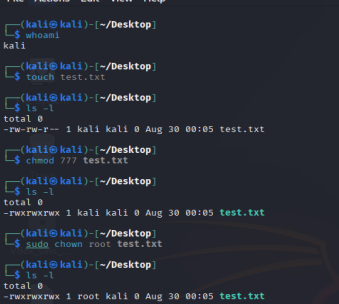 File Actions Edit View Help
┌──(kali㉿kali)-[~/Desktop]
└─$ whoami
kali
┌──(kali㉿kali)-[~/Desktop]
└─$ touch test.txt
┌──(kali㉿kali)-[~/Desktop]
└─$ ls -l
total 0
-rw-rw-r-- 1 kali kali 0 Aug 30 00:05 test.txt
┌──(kali㉿kali)-[~/Desktop]
└─$ chmod 777 test.txt
┌──(kali㉿kali)-[~/Desktop]
└─$ ls -l
total 0
-rwxrwxrwx 1 kali kali 0 Aug 30 00:05 test.txt
┌──(kali㉿kali)-[~/Desktop]
└─$ sudo chown root test.txt
┌──(kali㉿kali)-[~/Desktop]
└─$ ls -l
total 0
-rwxrwxrwx 1 root kali 0 Aug 30 00:05 test.txt